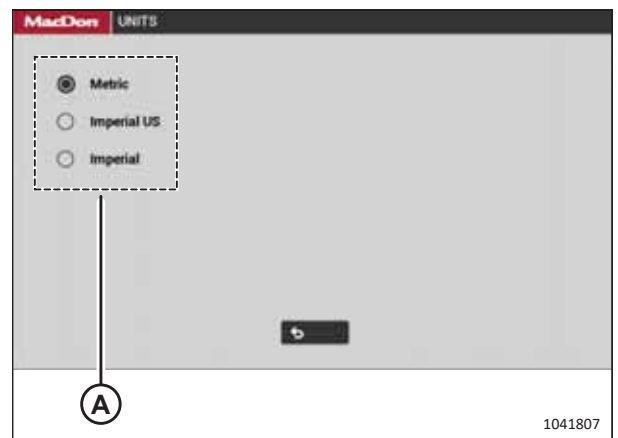 MacDon UNITS
Metric
Imperial US
Imperial
A
1041807